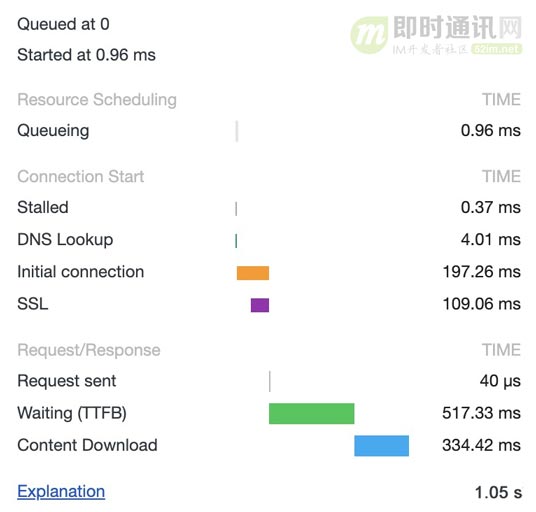 Queued at 0
即时通讯网
Started at 0.96 ms
IM开发者社区 52im.net
Resource Scheduling TIME
Queueing 0.96 ms
Connection Start TIME
Stalled 0.37 ms
DNS Lookup 4.01 ms
Initial connection 197.26 ms
SSL 109.06 ms
Request/Response TIME
Request sent 40 μs
Waiting (TTFB) 517.33 ms
Content Download 334.42 ms
Explanation 1.05 s